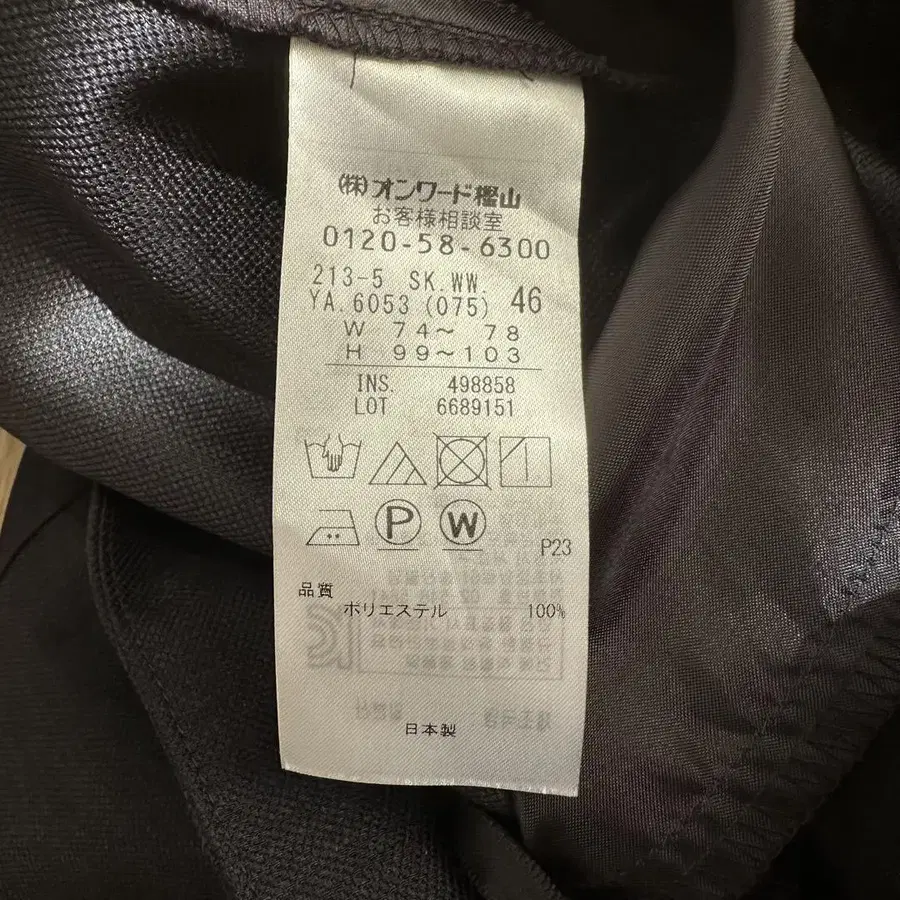 (株)オンワード樫山
お客様相談室
0120-58-6300
213-5 SK.WW.
YA.6053 (075) 46
W 74～ 78
H 99～103
INS. 498858
LOT 6689151
P
W
P23
品質
ポリエステル 100%
日本製